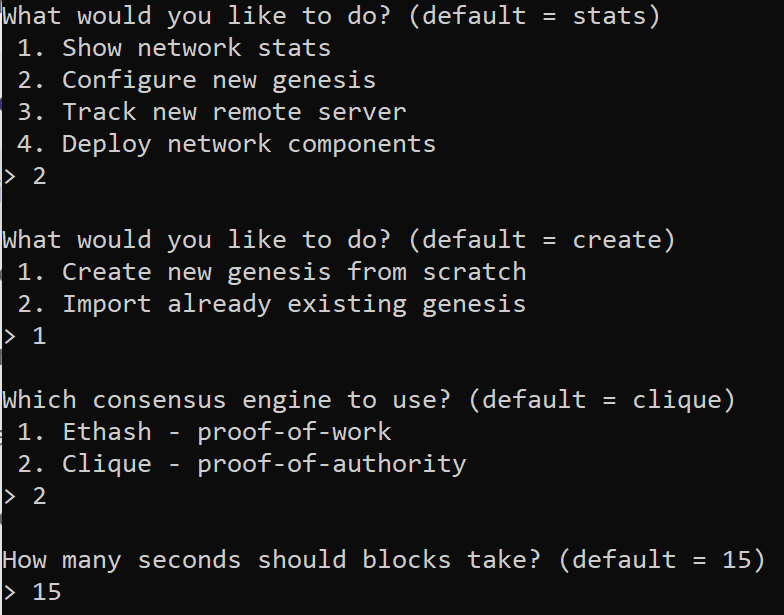 What would you like to do? (default = stats)
1. Show network stats
2. Configure new genesis
3. Track new remote server
4. Deploy network components
> 2
What would you like to do? (default = create)
1. Create new genesis from scratch
2. Import already existing genesis
> 1
Which consensus engine to use? (default = clique)
1. Ethash - proof-of-work
2. Clique - proof-of-authority
> 2
How many seconds should blocks take? (default = 15)
> 15